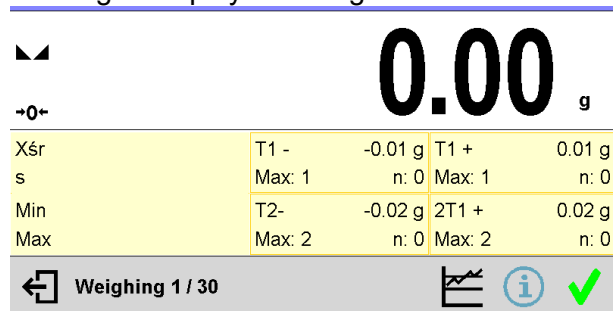 0.00 g
→0←
Xśr
s
T1 - -0.01 g
Max: 1 n: 0
T1 + 0.01 g
Max: 1 n: 0
Min
Max
T2- -0.02 g
Max: 2 n: 0
2T1 + 0.02 g
Max: 2 n: 0
Weighing 1 / 30